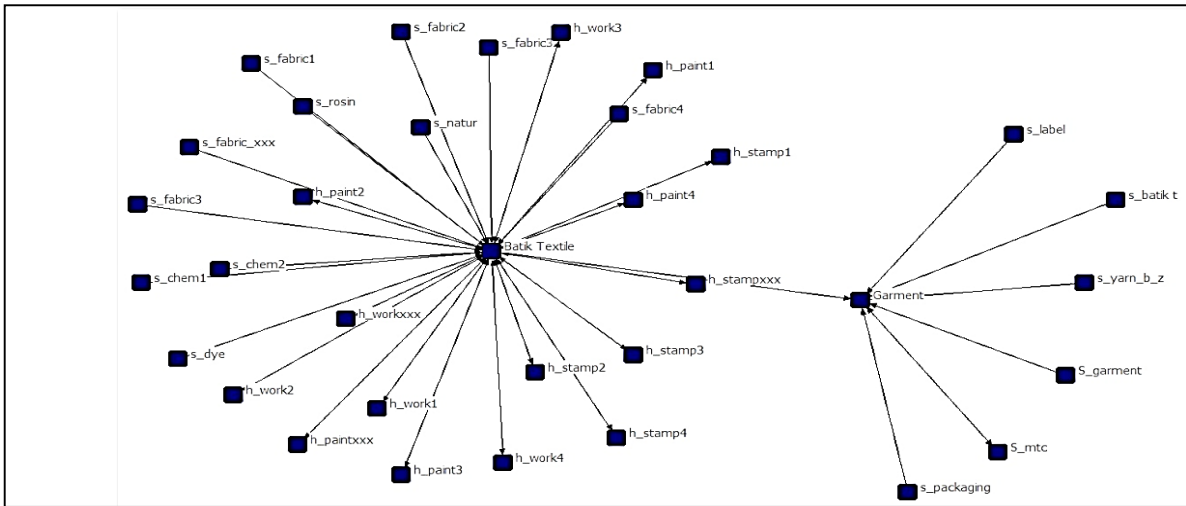 s_fabric2
h_work3
s_fabric3
s_fabric1
h_paint1
s_rosin
s_fabric4
s_natur
s_label
s_fabric_xxx
h_stamp1
h_paint2
h_paint4
s_batik t
s_fabric3
Batik Textile
s_chem2
s_chem1
h_stampxxx
s_yarn_b_z
Garment
h_workxxx
s_dye
h_stamp3
h_stamp2
S_garment
h_work2
h_work1
h_stamp4
h_paintxxx
S_mtc
h_work4
h_paint3
s_packaging